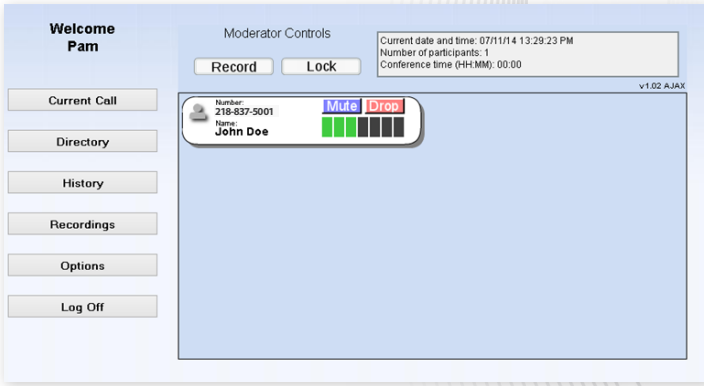 Welcome
Pam
Current Call
Directory
History
Recordings
Options
Log Off
Moderator Controls
Record Lock
Current date and time: 07/11/14 13:29:23 PM
Number of participants: 1
Conference time (HH:MM): 00:00
v1.02 AJAX
Number:
218-837-5001
Name:
John Doe
Mute Drop